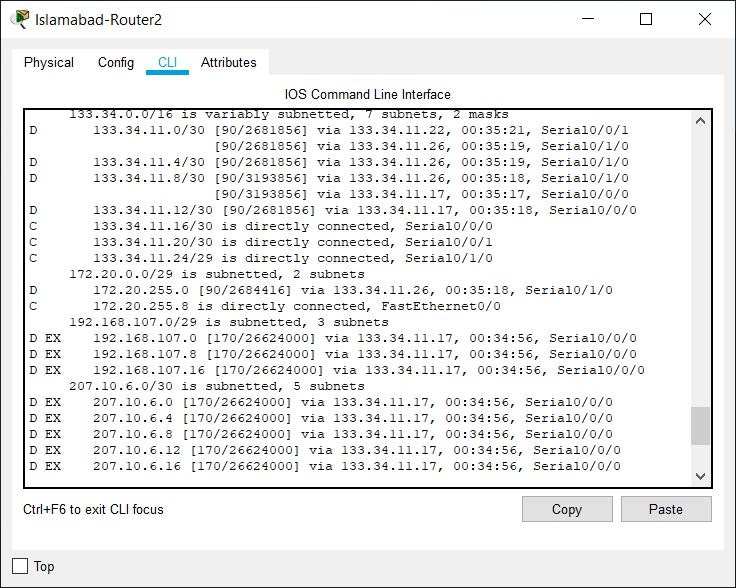 Islamabad-Router2
Physical Config CLI Attributes
IOS Command Line Interface
133.34.0.0/16 is variably subnetted, 7 subnets, 2 masks
D 133.34.11.0/30 [90/2681856] via 133.34.11.22, 00:35:21, Serial0/0/1
[90/2681856] via 133.34.11.26, 00:35:19, Serial0/1/0
D 133.34.11.4/30 [90/2681856] via 133.34.11.26, 00:35:19, Serial0/1/0
D 133.34.11.8/30 [90/3193856] via 133.34.11.26, 00:35:18, Serial0/1/0
[90/3193856] via 133.34.11.17, 00:35:17, Serial0/0/0
D 133.34.11.12/30 [90/2681856] via 133.34.11.17, 00:35:18, Serial0/0/0
C 133.34.11.16/30 is directly connected, Serial0/0/0
C 133.34.11.20/30 is directly connected, Serial0/0/1
C 133.34.11.24/29 is directly connected, Serial0/1/0
172.20.0.0/29 is subnetted, 2 subnets
D 172.20.255.0 [90/2684416] via 133.34.11.26, 00:35:18, Serial0/1/0
C 172.20.255.8 is directly connected, FastEthernet0/0
192.168.107.0/29 is subnetted, 3 subnets
D EX 192.168.107.0 [170/26624000] via 133.34.11.17, 00:34:56, Serial0/0/0
D EX 192.168.107.8 [170/26624000] via 133.34.11.17, 00:34:56, Serial0/0/0
D EX 192.168.107.16 [170/26624000] via 133.34.11.17, 00:34:56, Serial0/0/0
207.10.6.0/30 is subnetted, 5 subnets
D EX 207.10.6.0 [170/26624000] via 133.34.11.17, 00:34:56, Serial0/0/0
D EX 207.10.6.4 [170/26624000] via 133.34.11.17, 00:34:56, Serial0/0/0
D EX 207.10.6.8 [170/26624000] via 133.34.11.17, 00:34:56, Serial0/0/0
D EX 207.10.6.12 [170/26624000] via 133.34.11.17, 00:34:56, Serial0/0/0
D EX 207.10.6.16 [170/26624000] via 133.34.11.17, 00:34:56, Serial0/0/0
Ctrl+F6 to exit CLI focus
Copy Paste
Top